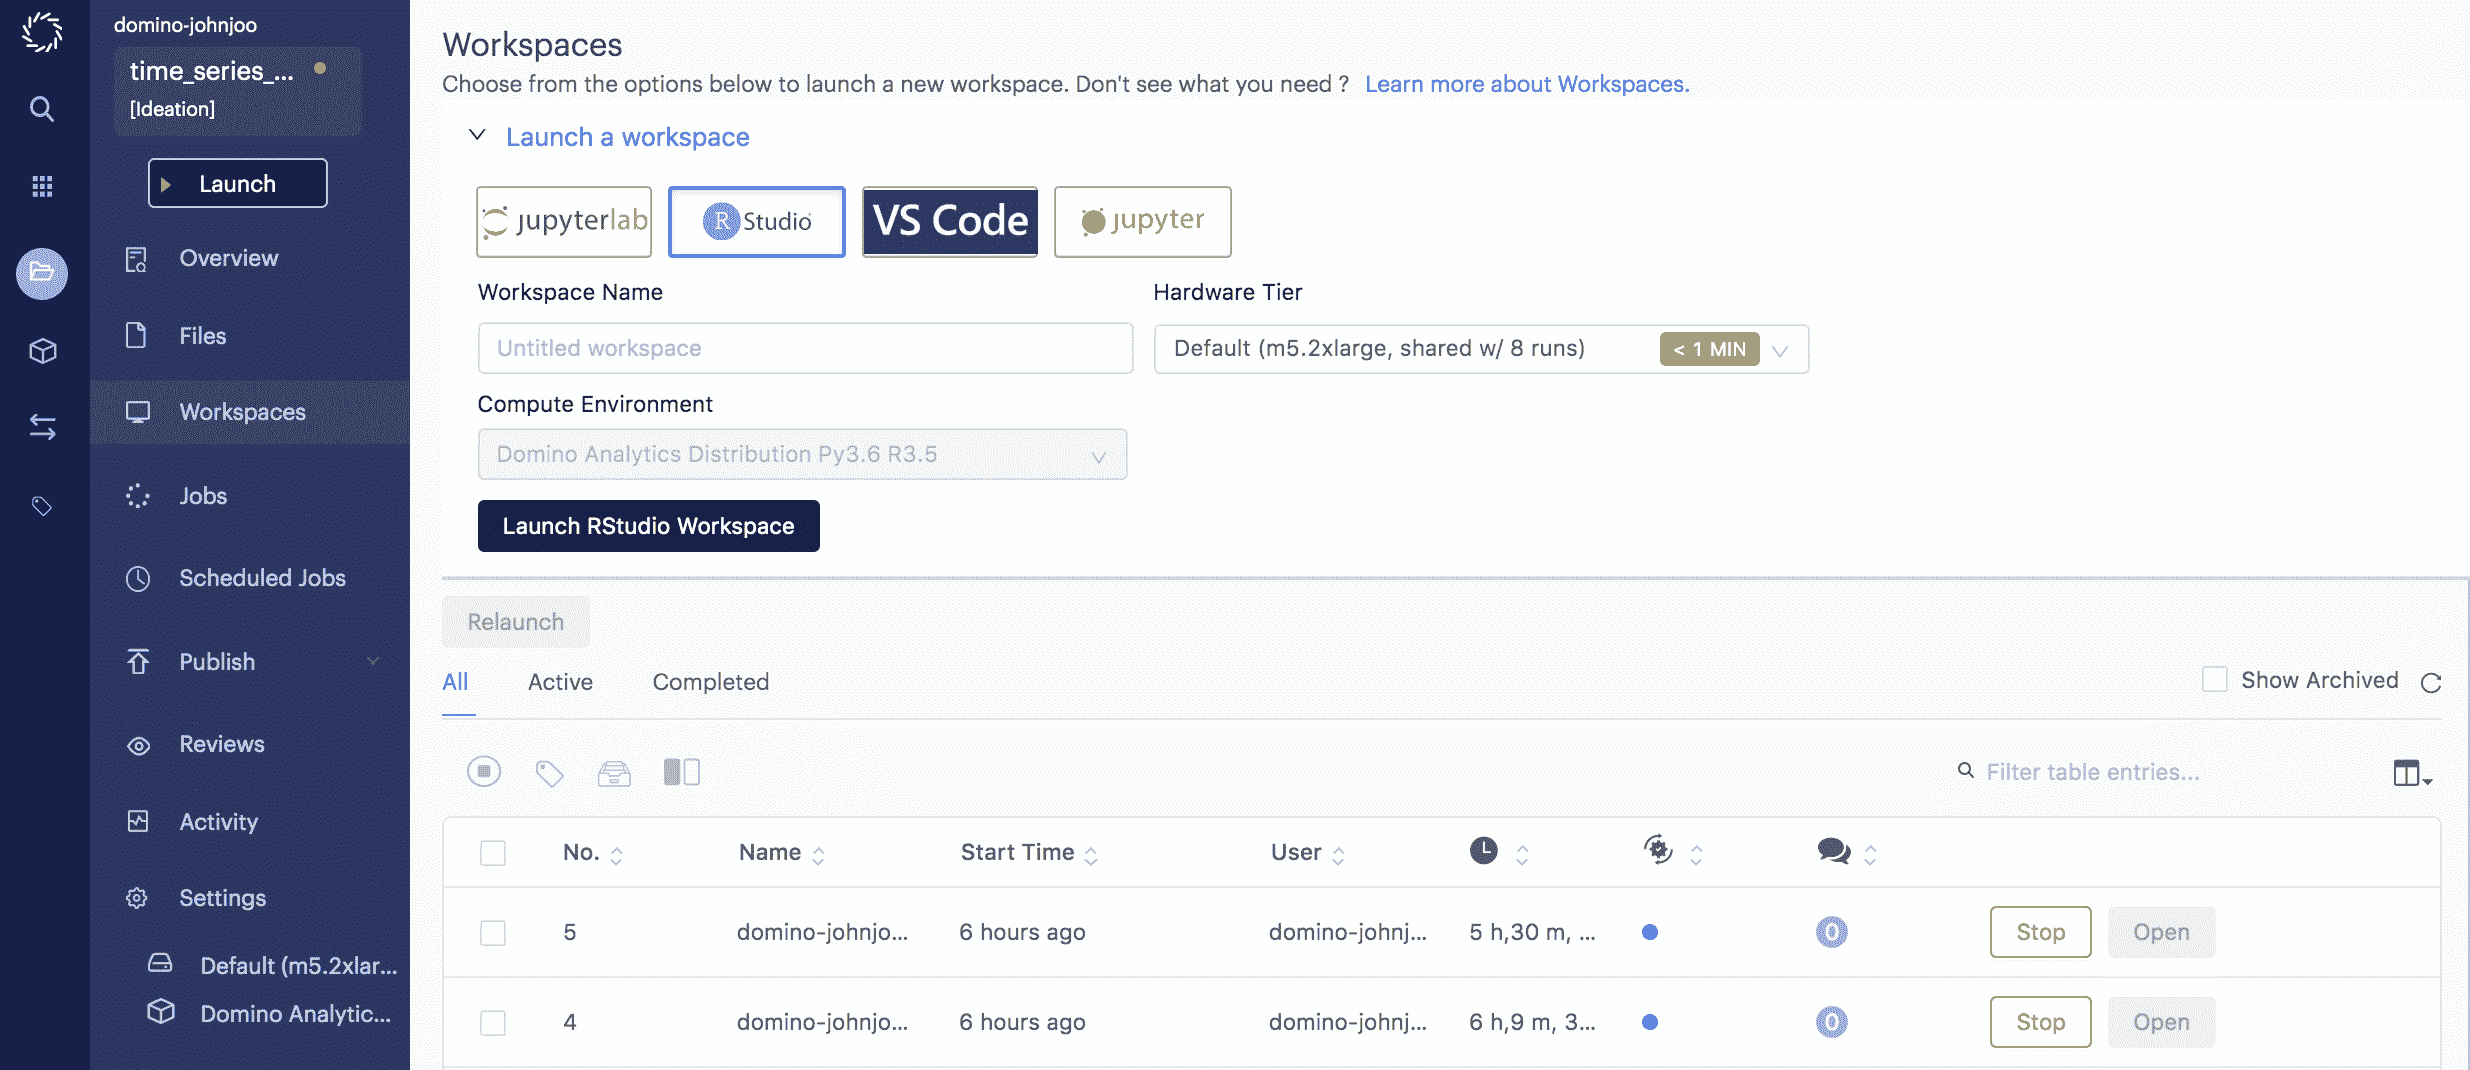 domino-johnjoo
time_series_...
[Ideation]
Launch
Overview
Files
Workspaces
Jobs
Scheduled Jobs
Publish
Reviews
Activity
Settings
Default (m5.2xlar...
Domino Analytic...
Workspaces
Choose from the options below to launch a new workspace. Don't see what you need ? Learn more about Workspaces.
Launch a workspace
jupyterlab
R Studio
VS Code
jupyter
Workspace Name
Hardware Tier
Untitled workspace
Default (m5.2xlarge, shared w/ 8 runs) < 1 MIN
Compute Environment
Domino Analytics Distribution Py3.6 R3.5
Launch RStudio Workspace
Relaunch
All Active Completed
Show Archived
Filter table entries...
No. Name Start Time User
5 domino-johnjo... 6 hours ago domino-johnj... 5 h,30 m, ... 0 Stop Open
4 domino-johnjo... 6 hours ago domino-johnj... 6 h,9 m, 3... 0 Stop Open